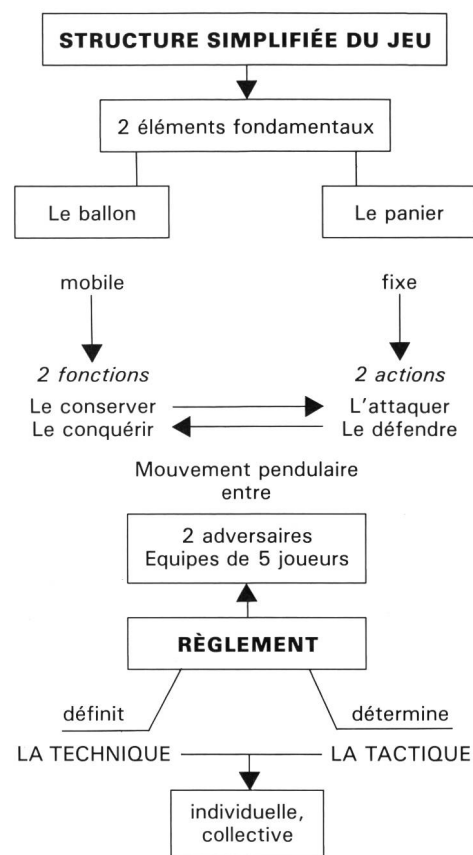 STRUCTURE SIMPLIFIÉE DU JEU
2 éléments fondamentaux
Le ballon
Le panier
mobile
fixe
2 fonctions
2 actions
Le conserver
L'attaquer
Le conquérir
Le défendre
Mouvement pendulaire
entre
2 adversaires
Equipes de 5 joueurs
RÈGLEMENT
définit
détermine
LA TECHNIQUE
LA TACTIQUE
individuelle,
collective